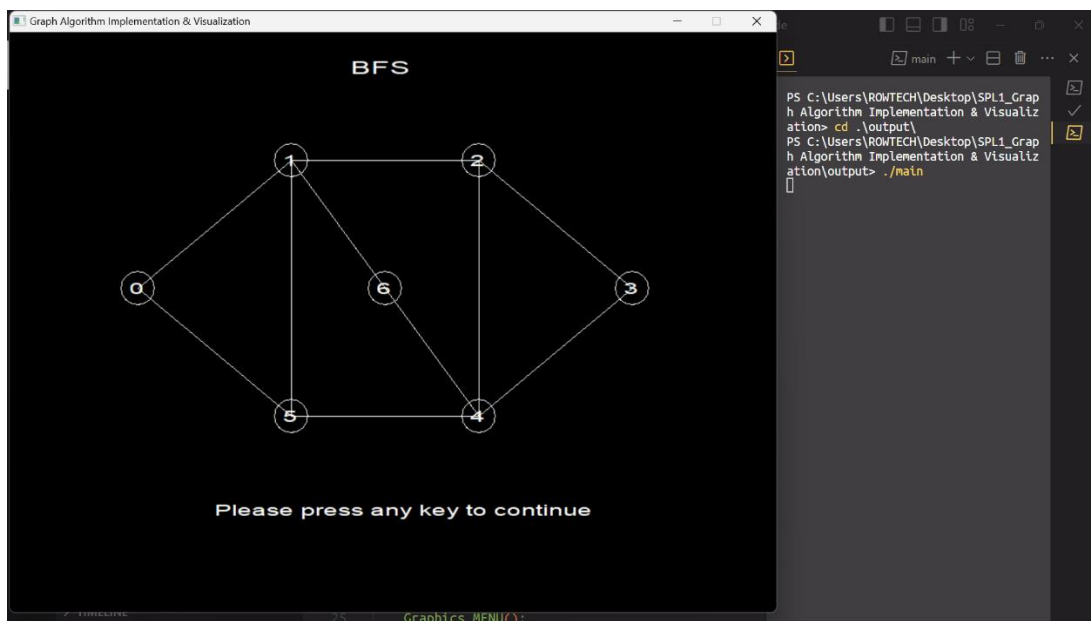 Graph Algorithm Implementation & Visualization
BFS
1
2
0
6
3
5
4
Please press any key to continue
main
PS C:\Users\ROWTECH\Desktop\SPL1_Grap
h Algorithm Implementation & Visualiz
ation> cd .\output\
PS C:\Users\ROWTECH\Desktop\SPL1_Grap
h Algorithm Implementation & Visualiz
ation\output> ./main
TIMELINE
25 Graphics_MENU();